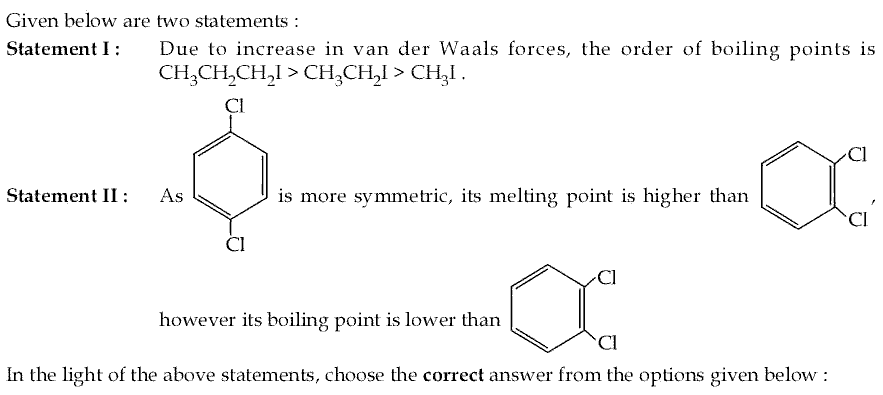 Given below are two statements :
Statement I : Due to increase in van der Waals forces, the order of boiling points is
CH₃CH₂CH₂I > CH₃CH₂I > CH₃I .
Cl
Cl
Statement II : As is more symmetric, its melting point is higher than ,
Cl
Cl
Cl
however its boiling point is lower than
Cl
In the light of the above statements, choose the correct answer from the options given below :